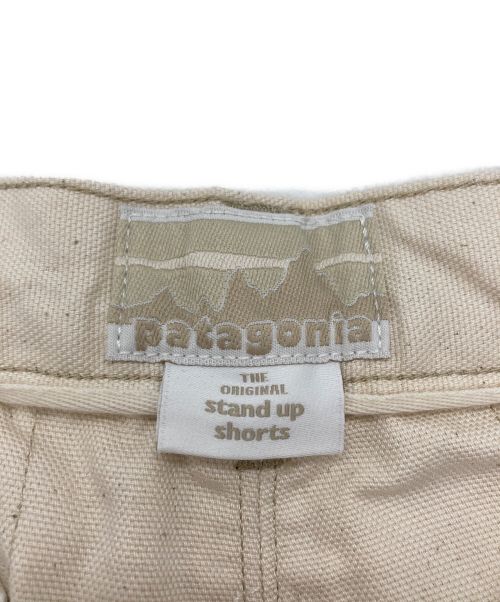 patagonia
THE
ORIGINAL
stand up
shorts